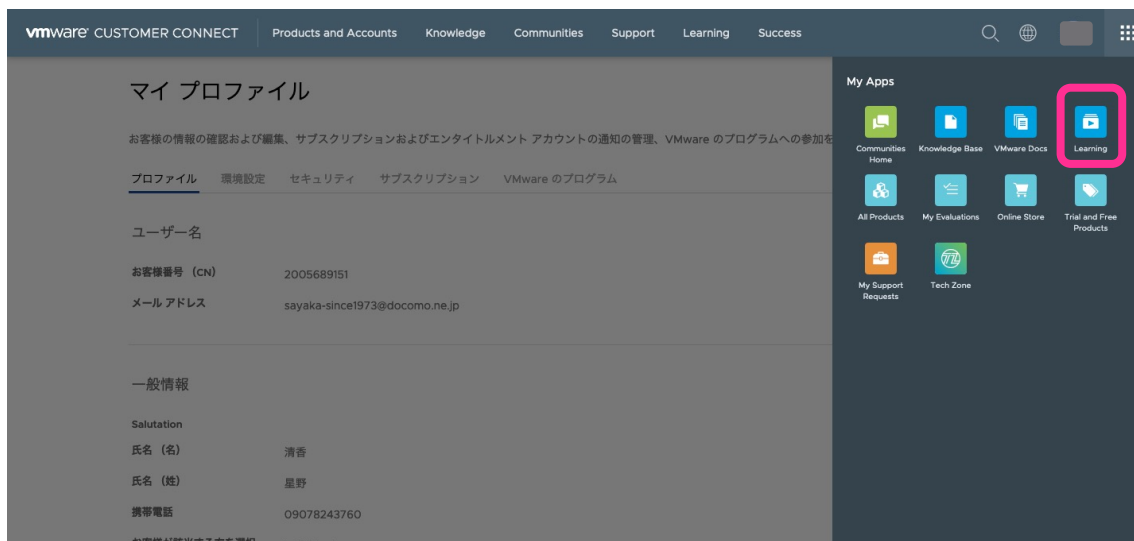 vmware® CUSTOMER CONNECT Products and Accounts Knowledge Communities Support Learning Success
マイ プロファイル
お客様の情報の確認および編集、サブスクリプションおよびエンタイトルメント アカウントの通知の管理、VMware のプログラムへの参加を
プロファイル 環境設定 セキュリティ サブスクリプション VMware のプログラム
ユーザー名
お客様番号 （CN） 2005689151
メール アドレス sayaka-since1973@docomo.ne.jp
一般情報
Salutation
氏名 （名） 清香
氏名 （姓） 星野
携帯電話 09078243760
My Apps
Communities Home
Knowledge Base
VMware Docs
Learning
All Products
My Evaluations
Online Store
Trial and Free Products
My Support Requests
Tech Zone